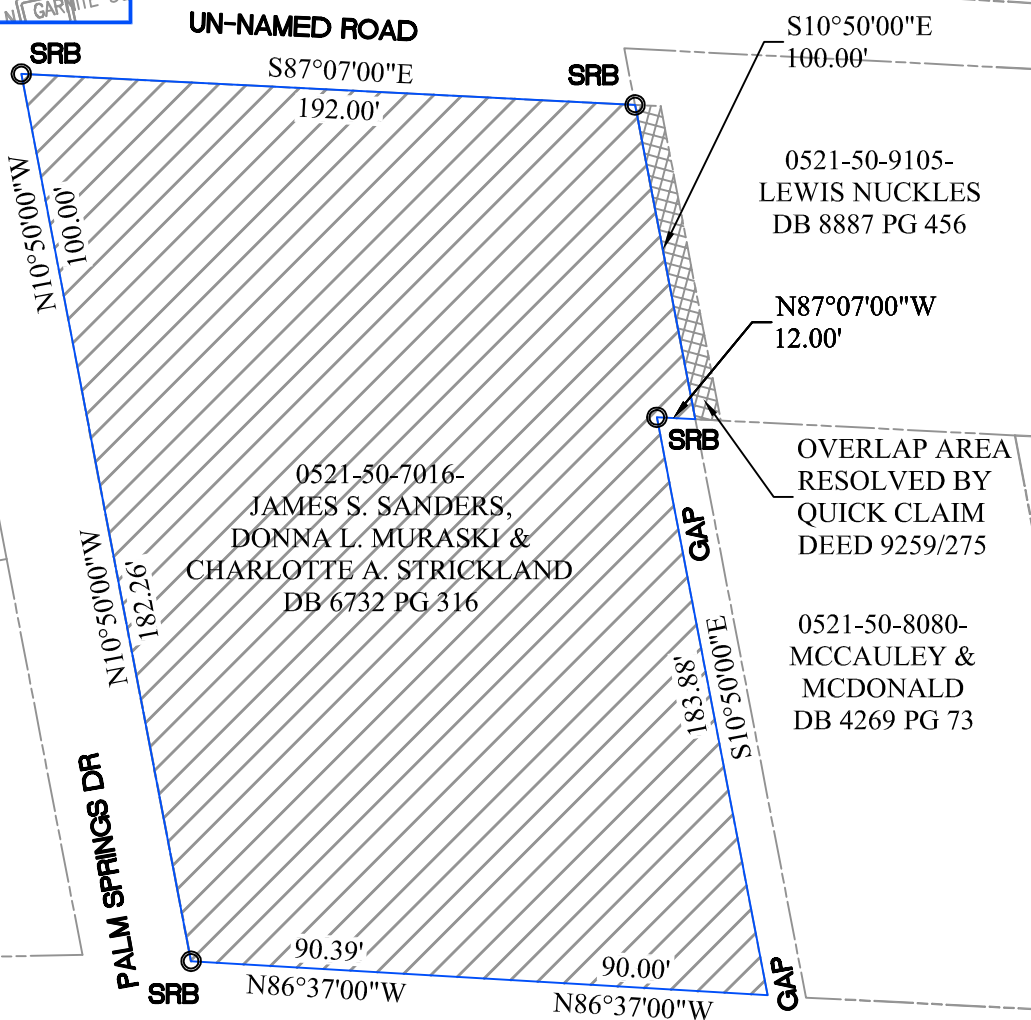 UN-NAMED ROAD
SRB
S87°07'00"E
192.00'
SRB
S10°50'00"E
100.00'
N10°50'00"W
100.00'
0521-50-9105-
LEWIS NUCKLES
DB 8887 PG 456
N87°07'00"W
12.00'
SRB
OVERLAP AREA
RESOLVED BY
QUICK CLAIM
DEED 9259/275
0521-50-7016-
JAMES S. SANDERS,
DONNA L. MURASKI &
CHARLOTTE A. STRICKLAND
DB 6732 PG 316
GAP
N10°50'00"W
182.26'
183.88'
S10°50'00"E
0521-50-8080-
MCCAULEY &
MCDONALD
DB 4269 PG 73
PALM SPRINGS DR
SRB
90.39'
N86°37'00"W
90.00'
N86°37'00"W
GAP